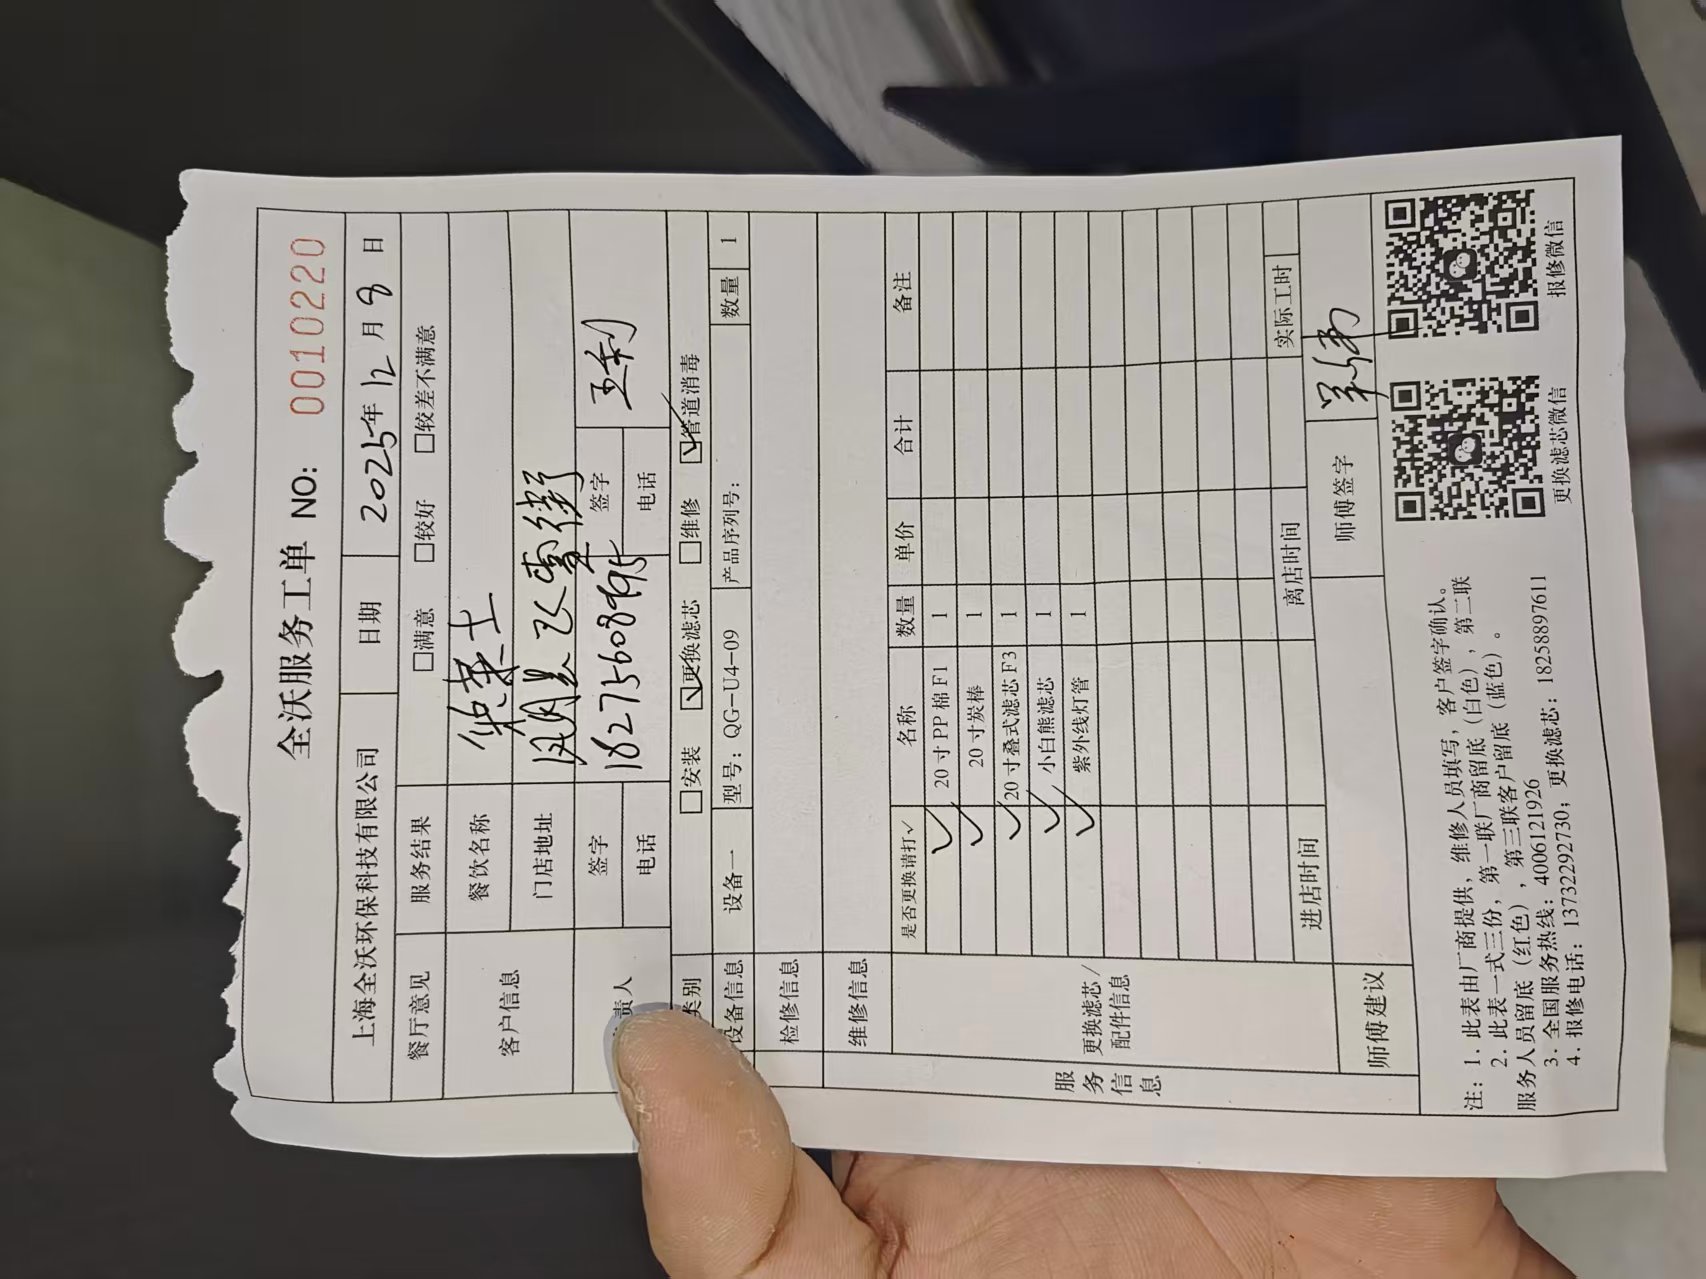 全沃服务工单 NO: 0010220
上海全沃环保科技有限公司 日期 2025年12月8日
餐厅意见 服务结果 □满意 □较好 □较差不满意
客户信息 餐饮名称 华莱士
门店地址
责人 签字 签字
电话 18275608995 电话
类别 □安装 ☑更换滤芯 □维修 ☑管道消毒
设备信息 设备一 型号：QG-U4-09 产品序列号： 数量 1
检修信息
维修信息
服务信息
更换滤芯/配件信息
是否更换请打✓ 名称 数量 单价 合计 备注
✓ 20寸PP棉F1 1
✓ 20寸炭棒 1
✓ 20寸叠式滤芯F3 1
✓ 小白熊滤芯 1
✓ 紫外线灯管 1
进店时间 离店时间 实际工时
师傅建议 师傅签字
注：1.此表由厂商提供，维修人员填写，客户签字确认。
2.此表一式三份，第一联厂商留底（白色），第二联
服务人员留底（红色），第三联客户留底（蓝色）。
3.全国服务热线：4006121926
4.报修电话：13732292730；更换滤芯：18258897611
更换滤芯微信 报修微信